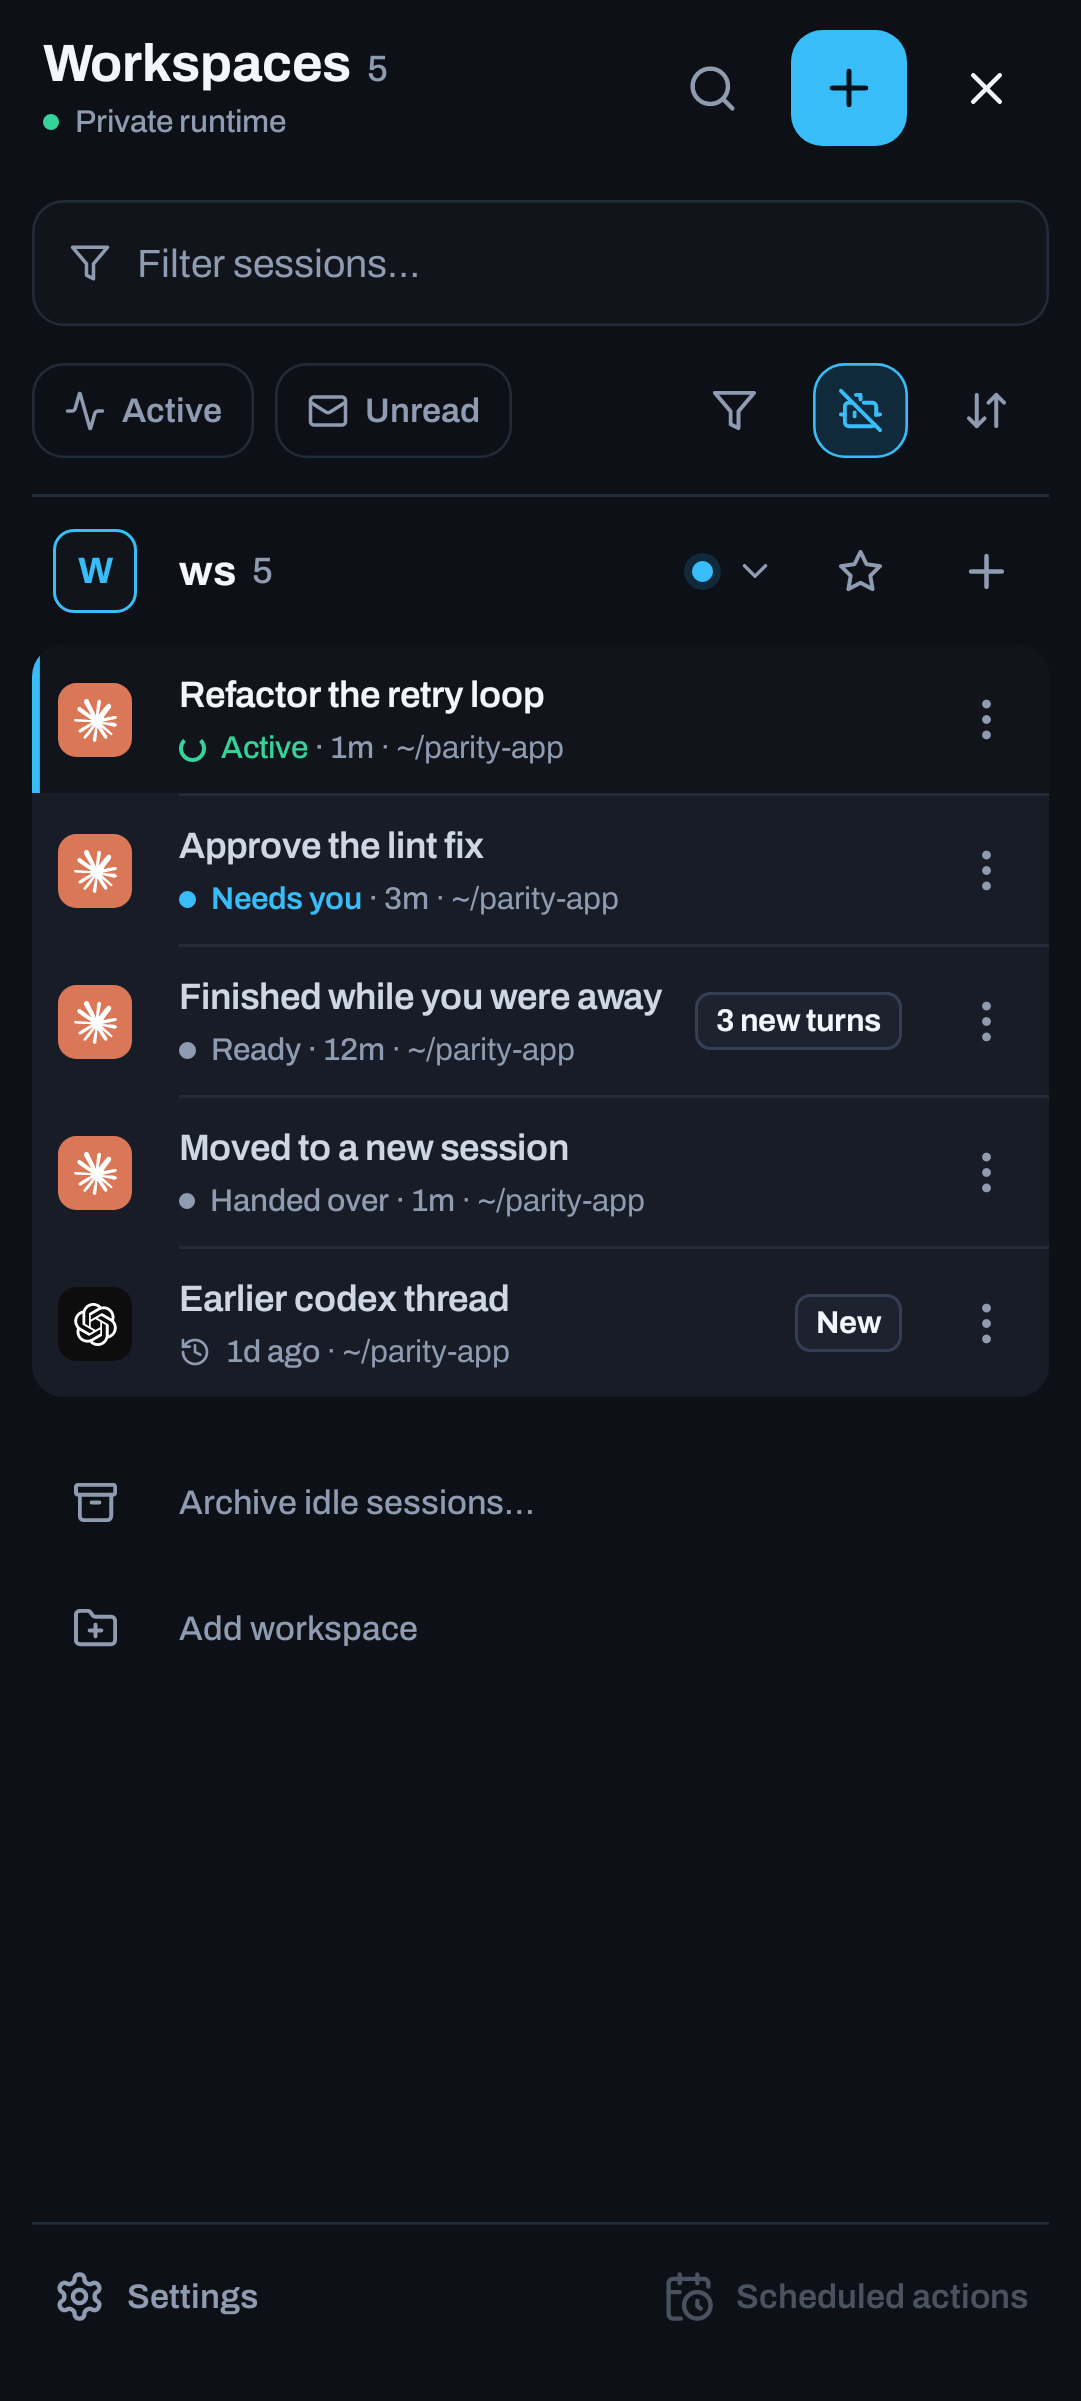 Workspaces 5
Private runtime
Filter sessions...
Active
Unread
W
ws 5
Refactor the retry loop
Active · 1m · ~/parity-app
Approve the lint fix
Needs you · 3m · ~/parity-app
Finished while you were away
3 new turns
Ready · 12m · ~/parity-app
Moved to a new session
Handed over · 1m · ~/parity-app
Earlier codex thread
New
1d ago · ~/parity-app
Archive idle sessions...
Add workspace
Settings
Scheduled actions